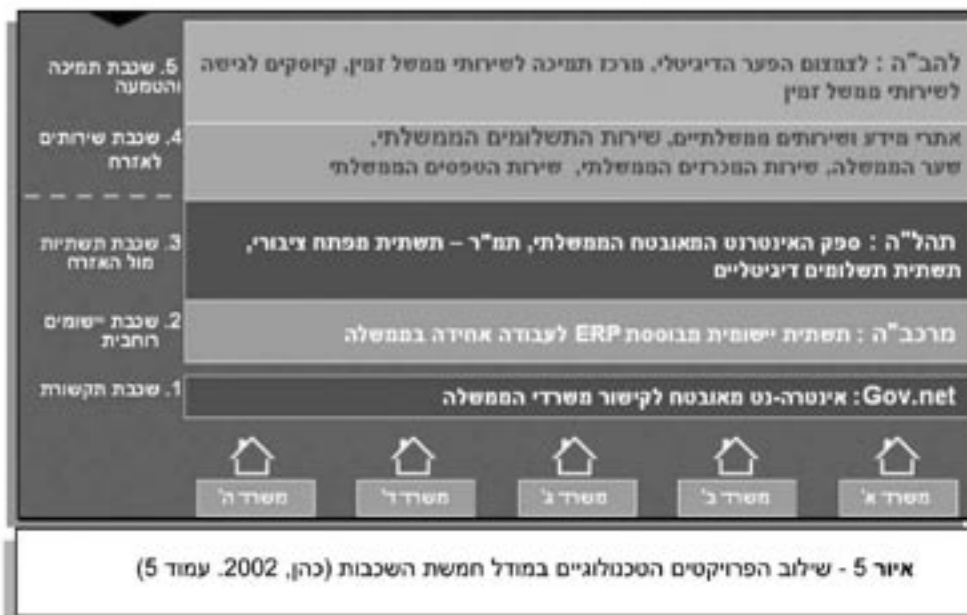 להב"ה : לצמצום הפער הדיגיטלי, מרכז תמיכה לשירותי ממשל זמין, קיוסקים לגישה
לשירותי ממשל זמין
5. שכבת תמיכה
והטמעה
אתרי מידע ושירותים ממשלתיים, שירות התשלומים הממשלתי,
שער הממשלה, שירות המכרזים הממשלתי, שירות הטפסים הממשלתי
4. שכבת שירותים
לאזרח
תהל"ה : ספק האינטרנט המאובטח הממשלתי, תמ"ר – תשתית מפתח ציבורי,
תשתית תשלומים דיגיטליים
3. שכבת תשתיות
מול האזרח
מרכב"ה : תשתית יישומית מבוססת ERP לעבודה אחידה בממשלה
2. שכבת יישומים
רוחבית
Gov.net: אינטרה-נט מאובטח לקישור משרדי הממשלה
1. שכבת תקשורת
משרד א' משרד ב' משרד ג' משרד ד' משרד ה'
איור 5 - שילוב הפרויקטים הטכנולוגיים במודל חמשת השכבות (כהן, 2002. עמוד 5)